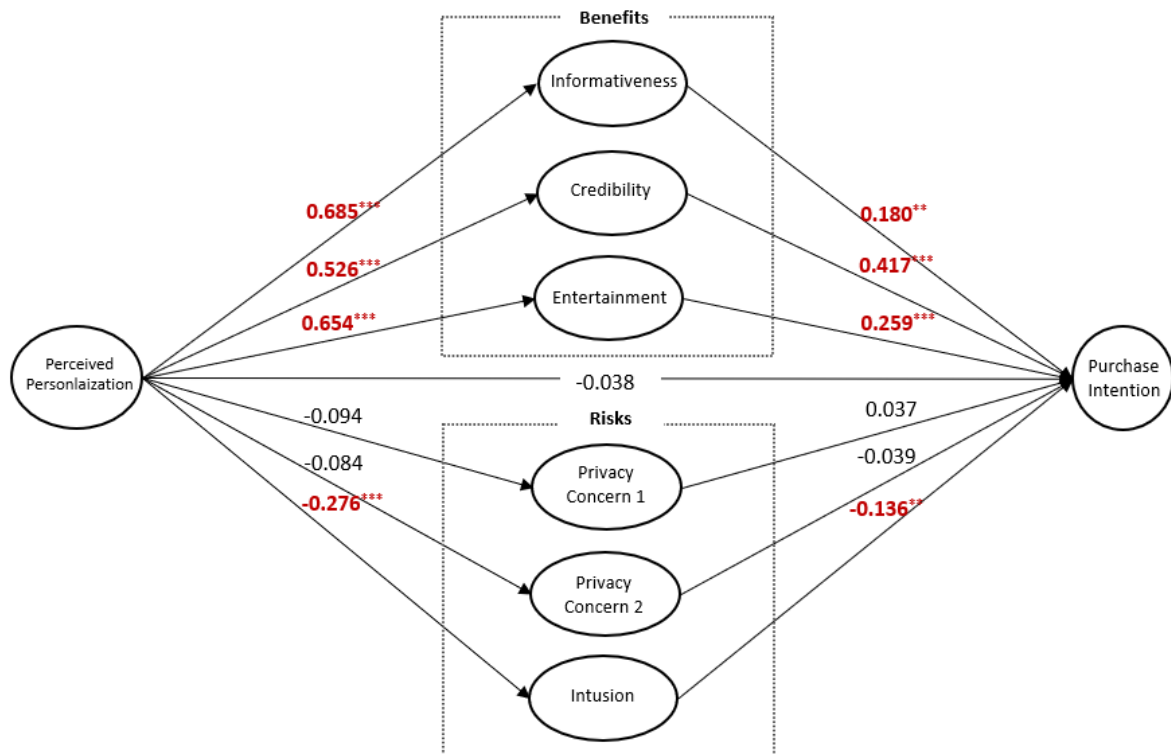 Benefits
Informativeness
Credibility
0.685***
0.180**
0.526***
0.417***
Entertainment
0.654***
0.259***
Perceived
Personlaization
-0.038
Purchase
Intention
-0.094
0.037
Risks
-0.084
-0.039
Privacy
Concern 1
-0.276***
-0.136**
Privacy
Concern 2
Intusion